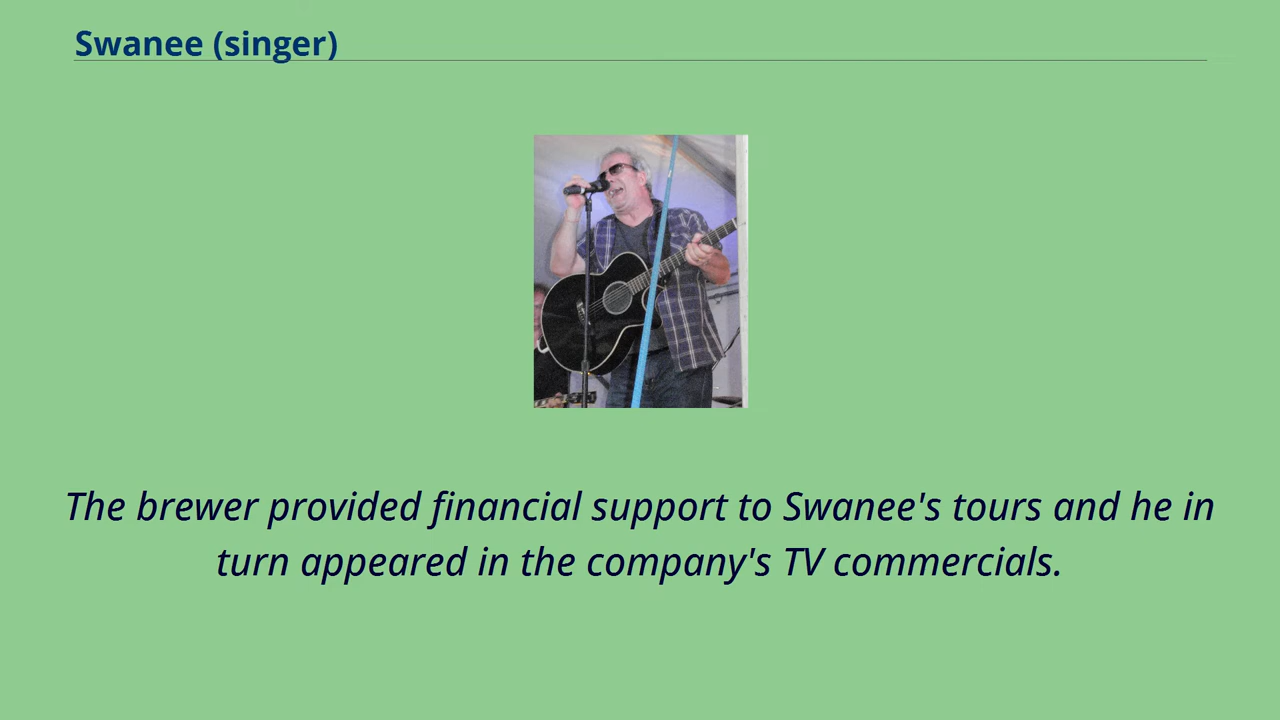 Swanee (singer)
The brewer provided financial support to Swanee's tours and he in
turn appeared in the company's TV commercials.